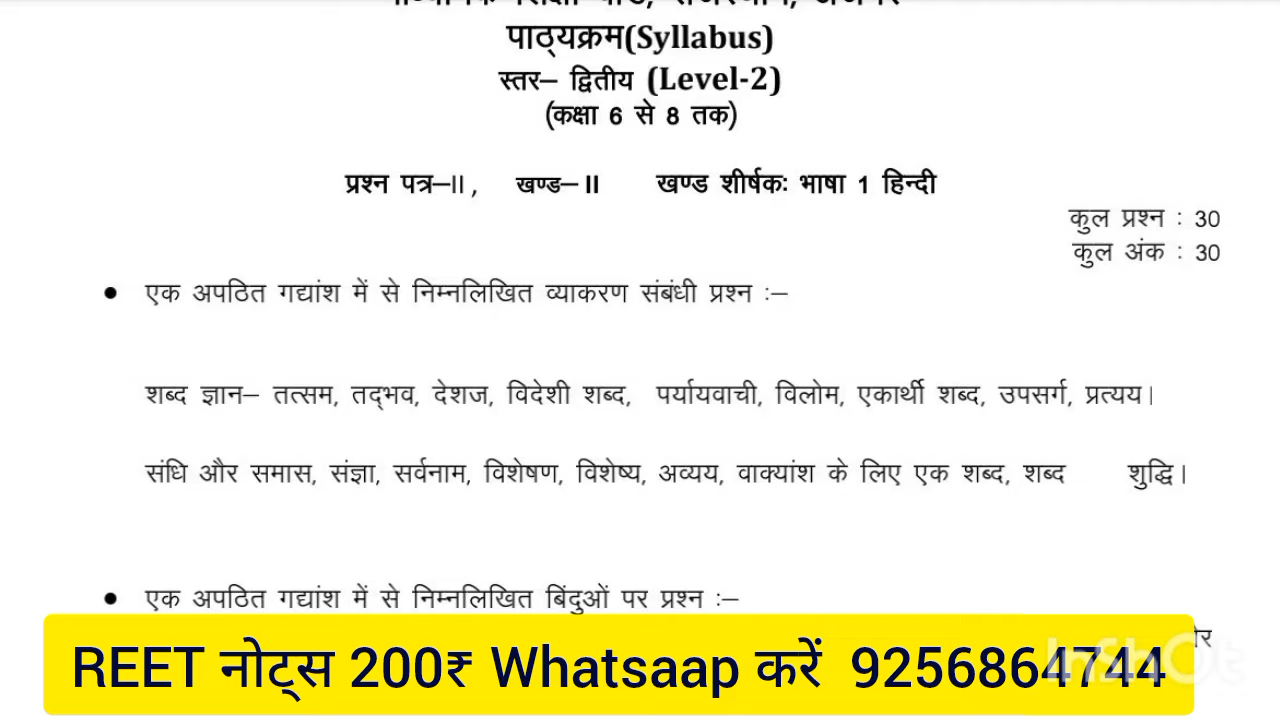 पाठ्यक्रम(Syllabus)
स्तर– द्वितीय (Level-2)
(कक्षा 6 से 8 तक)
प्रश्न पत्र–II, खण्ड–II खण्ड शीर्षकः भाषा 1 हिन्दी
कुल प्रश्न : 30
कुल अंक : 30
• एक अपठित गद्यांश में से निम्नलिखित व्याकरण संबंधी प्रश्न :–
शब्द ज्ञान– तत्सम, तद्भव, देशज, विदेशी शब्द, पर्यायवाची, विलोम, एकार्थी शब्द, उपसर्ग, प्रत्यय।
संधि और समास, संज्ञा, सर्वनाम, विशेषण, विशेष्य, अव्यय, वाक्यांश के लिए एक शब्द, शब्द शुद्धि।
• एक अपठित गद्यांश में से निम्नलिखित बिंदुओं पर प्रश्न :–
REET नोट्स 200₹ Whatsaap करें 9256864744
InShOt